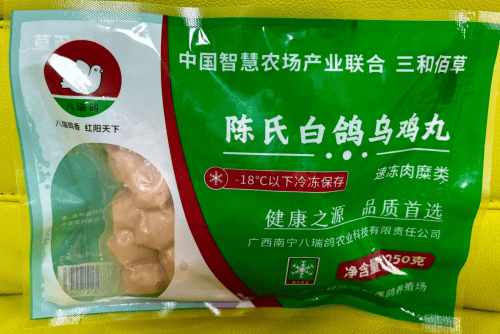 中国智慧农场产业联合 三和佰草
八瑞鸽
八瑞鸽香 红阳天下
陈氏白鸽乌鸡丸
速冻肉糜类
-18°C以下冷冻保存
健康之源 品质首选
广西南宁八瑞鸽农业科技有限责任公司
净含量 250克
鸽养殖场